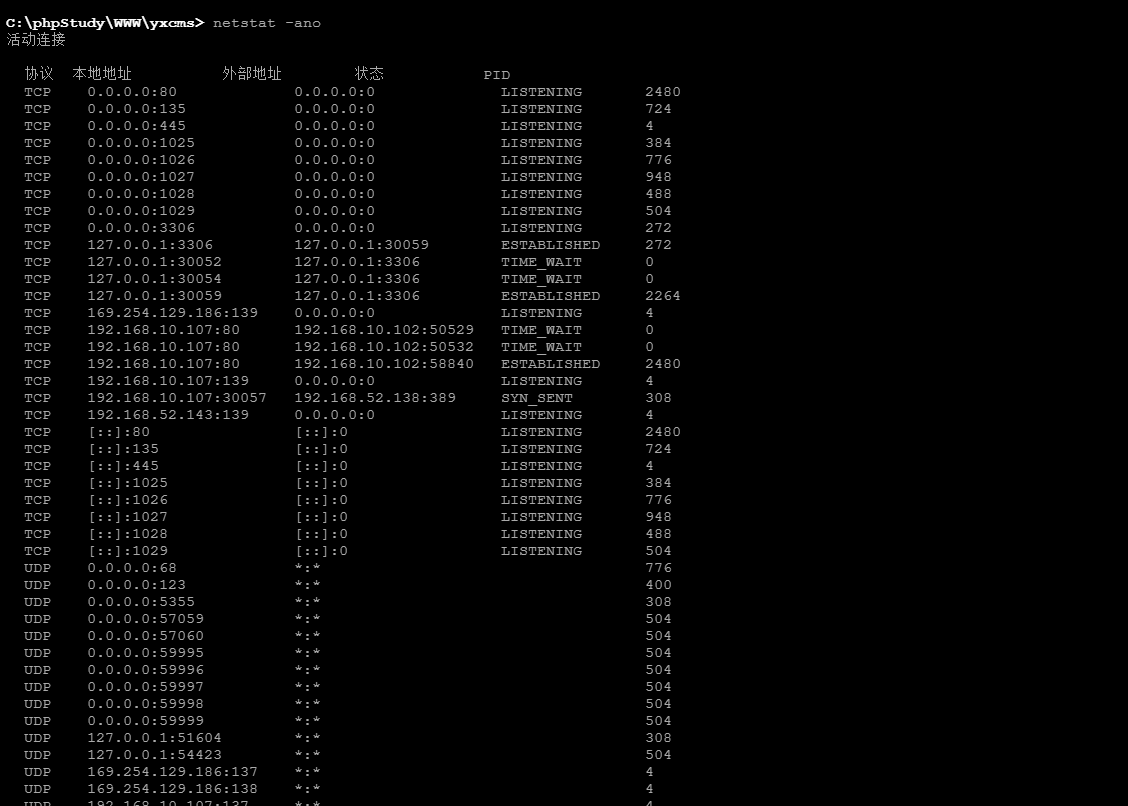 C:\phpStudy\WWW\yxcms> netstat -ano
活动连接
协议 本地地址 外部地址 状态 PID
TCP 0.0.0.0:80 0.0.0.0:0 LISTENING 2480
TCP 0.0.0.0:135 0.0.0.0:0 LISTENING 724
TCP 0.0.0.0:445 0.0.0.0:0 LISTENING 4
TCP 0.0.0.0:1025 0.0.0.0:0 LISTENING 384
TCP 0.0.0.0:1026 0.0.0.0:0 LISTENING 776
TCP 0.0.0.0:1027 0.0.0.0:0 LISTENING 948
TCP 0.0.0.0:1028 0.0.0.0:0 LISTENING 488
TCP 0.0.0.0:1029 0.0.0.0:0 LISTENING 504
TCP 0.0.0.0:3306 0.0.0.0:0 LISTENING 272
TCP 127.0.0.1:3306 127.0.0.1:30059 ESTABLISHED 272
TCP 127.0.0.1:30052 127.0.0.1:3306 TIME_WAIT 0
TCP 127.0.0.1:30054 127.0.0.1:3306 TIME_WAIT 0
TCP 127.0.0.1:30059 127.0.0.1:3306 ESTABLISHED 2264
TCP 169.254.129.186:139 0.0.0.0:0 LISTENING 4
TCP 192.168.10.107:80 192.168.10.102:50529 TIME_WAIT 0
TCP 192.168.10.107:80 192.168.10.102:50532 TIME_WAIT 0
TCP 192.168.10.107:80 192.168.10.102:58840 ESTABLISHED 2480
TCP 192.168.10.107:139 0.0.0.0:0 LISTENING 4
TCP 192.168.10.107:30057 192.168.52.138:389 SYN_SENT 308
TCP 192.168.52.143:139 0.0.0.0:0 LISTENING 4
TCP [::]:80 [::]:0 LISTENING 2480
TCP [::]:135 [::]:0 LISTENING 724
TCP [::]:445 [::]:0 LISTENING 4
TCP [::]:1025 [::]:0 LISTENING 384
TCP [::]:1026 [::]:0 LISTENING 776
TCP [::]:1027 [::]:0 LISTENING 948
TCP [::]:1028 [::]:0 LISTENING 488
TCP [::]:1029 [::]:0 LISTENING 504
UDP 0.0.0.0:68 *:* 776
UDP 0.0.0.0:123 *:* 400
UDP 0.0.0.0:5355 *:* 308
UDP 0.0.0.0:57059 *:* 504
UDP 0.0.0.0:57060 *:* 504
UDP 0.0.0.0:59995 *:* 504
UDP 0.0.0.0:59996 *:* 504
UDP 0.0.0.0:59997 *:* 504
UDP 0.0.0.0:59998 *:* 504
UDP 0.0.0.0:59999 *:* 504
UDP 127.0.0.1:51604 *:* 308
UDP 127.0.0.1:54423 *:* 504
UDP 169.254.129.186:137 *:* 4
UDP 169.254.129.186:138 *:* 4
UDP 192.168.10.107:137 *:* 4